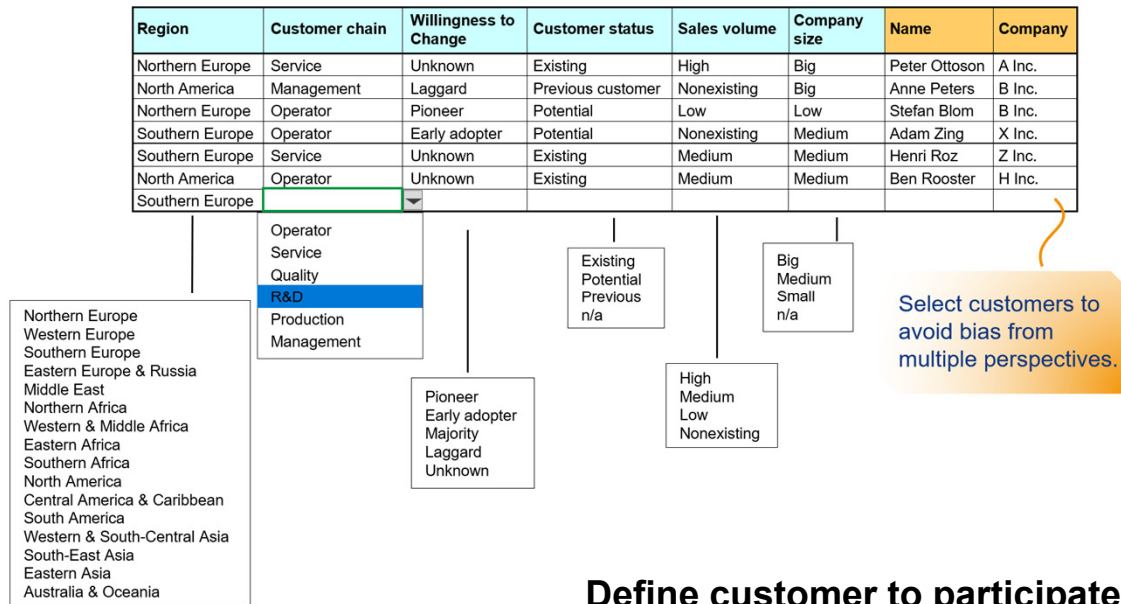 Region Customer chain Willingness to Change Customer status Sales volume Company size Name Company
Northern Europe Service Unknown Existing High Big Peter Ottoson A Inc.
North America Management Laggard Previous customer Nonexisting Big Anne Peters B Inc.
Northern Europe Operator Pioneer Potential Low Low Stefan Blom B Inc.
Southern Europe Operator Early adopter Potential Nonexisting Medium Adam Zing X Inc.
Southern Europe Service Unknown Existing Medium Medium Henri Roz Z Inc.
North America Operator Unknown Existing Medium Medium Ben Rooster H Inc.
Southern Europe
Northern Europe
Western Europe
Southern Europe
Eastern Europe & Russia
Middle East
Northern Africa
Western & Middle Africa
Eastern Africa
Southern Africa
North America
Central America & Caribbean
South America
Western & South-Central Asia
South-East Asia
Eastern Asia
Australia & Oceania
Operator
Service
Quality
R&D
Production
Management
Pioneer
Early adopter
Majority
Laggard
Unknown
Existing
Potential
Previous
n/a
High
Medium
Low
Nonexisting
Big
Medium
Small
n/a
Select customers to
avoid bias from
multiple perspectives.
Define customer to participate